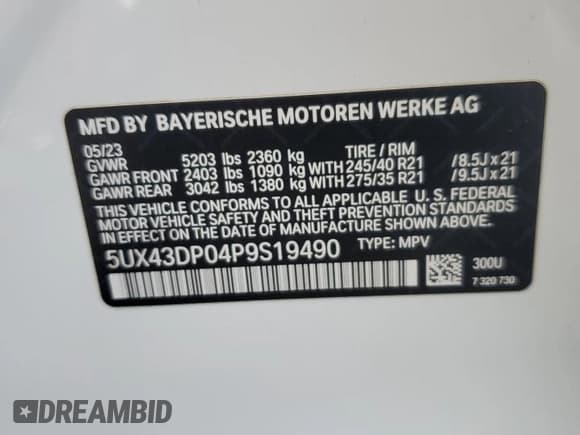 MFD BY BAYERISCHE MOTOREN WERKE AG
05/23 TIRE / RIM
GVWR 5203 lbs 2360 kg
GAWR FRONT 2403 lbs 1090 kg WITH 245/40 R21 /8.5J x 21
GAWR REAR 3042 lbs 1380 kg WITH 275/35 R21 /9.5J x 21
THIS VEHICLE CONFORMS TO ALL APPLICABLE U. S. FEDERAL
MOTOR VEHICLE SAFETY AND THEFT PREVENTION STANDARDS
IN EFFECT ON THE DATE OF MANUFACTURE SHOWN ABOVE.
5UX43DP04P9S19490 TYPE: MPV
300U
7 320 730
DREAMBID